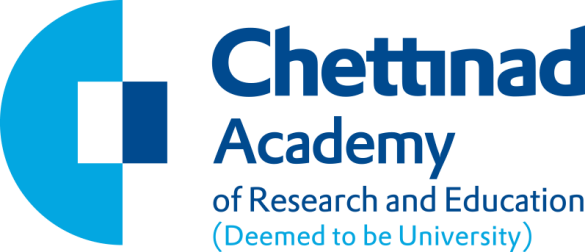 Chettinad
Academy
of Research and Education
(Deemed to be University)